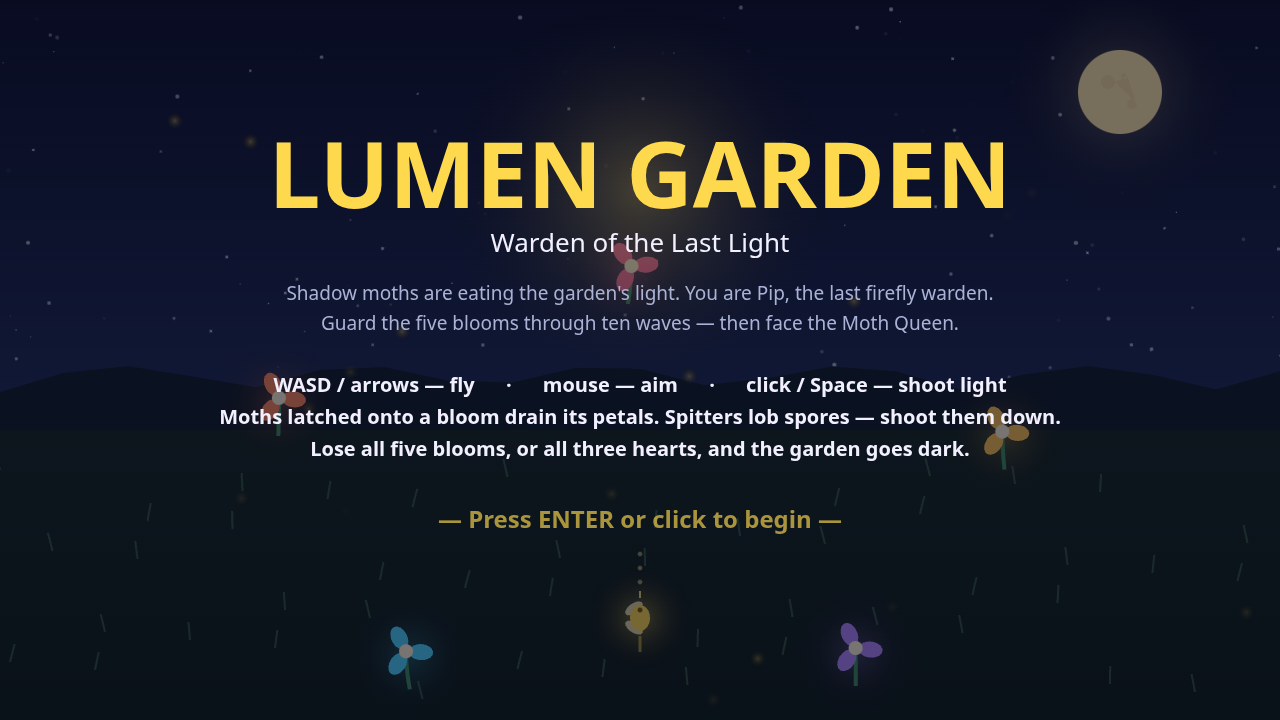 LUMEN GARDEN
Warden of the Last Light
Shadow moths are eating the garden's light. You are Pip, the last firefly warden.
Guard the five blooms through ten waves — then face the Moth Queen.
WASD / arrows — fly · mouse — aim · click / Space — shoot light
Moths latched onto a bloom drain its petals. Spitters lob spores — shoot them down.
Lose all five blooms, or all three hearts, and the garden goes dark.
— Press ENTER or click to begin —